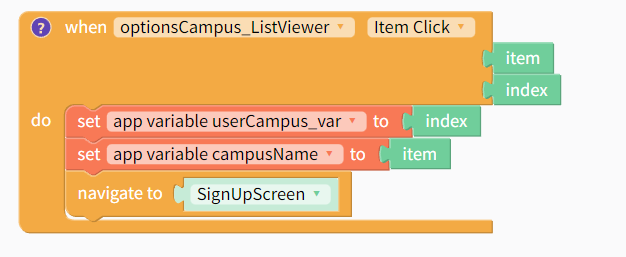 ? when optionsCampus_ListViewer Item Click
item
index
do set app variable userCampus_var to index
set app variable campusName to item
navigate to SignUpScreen